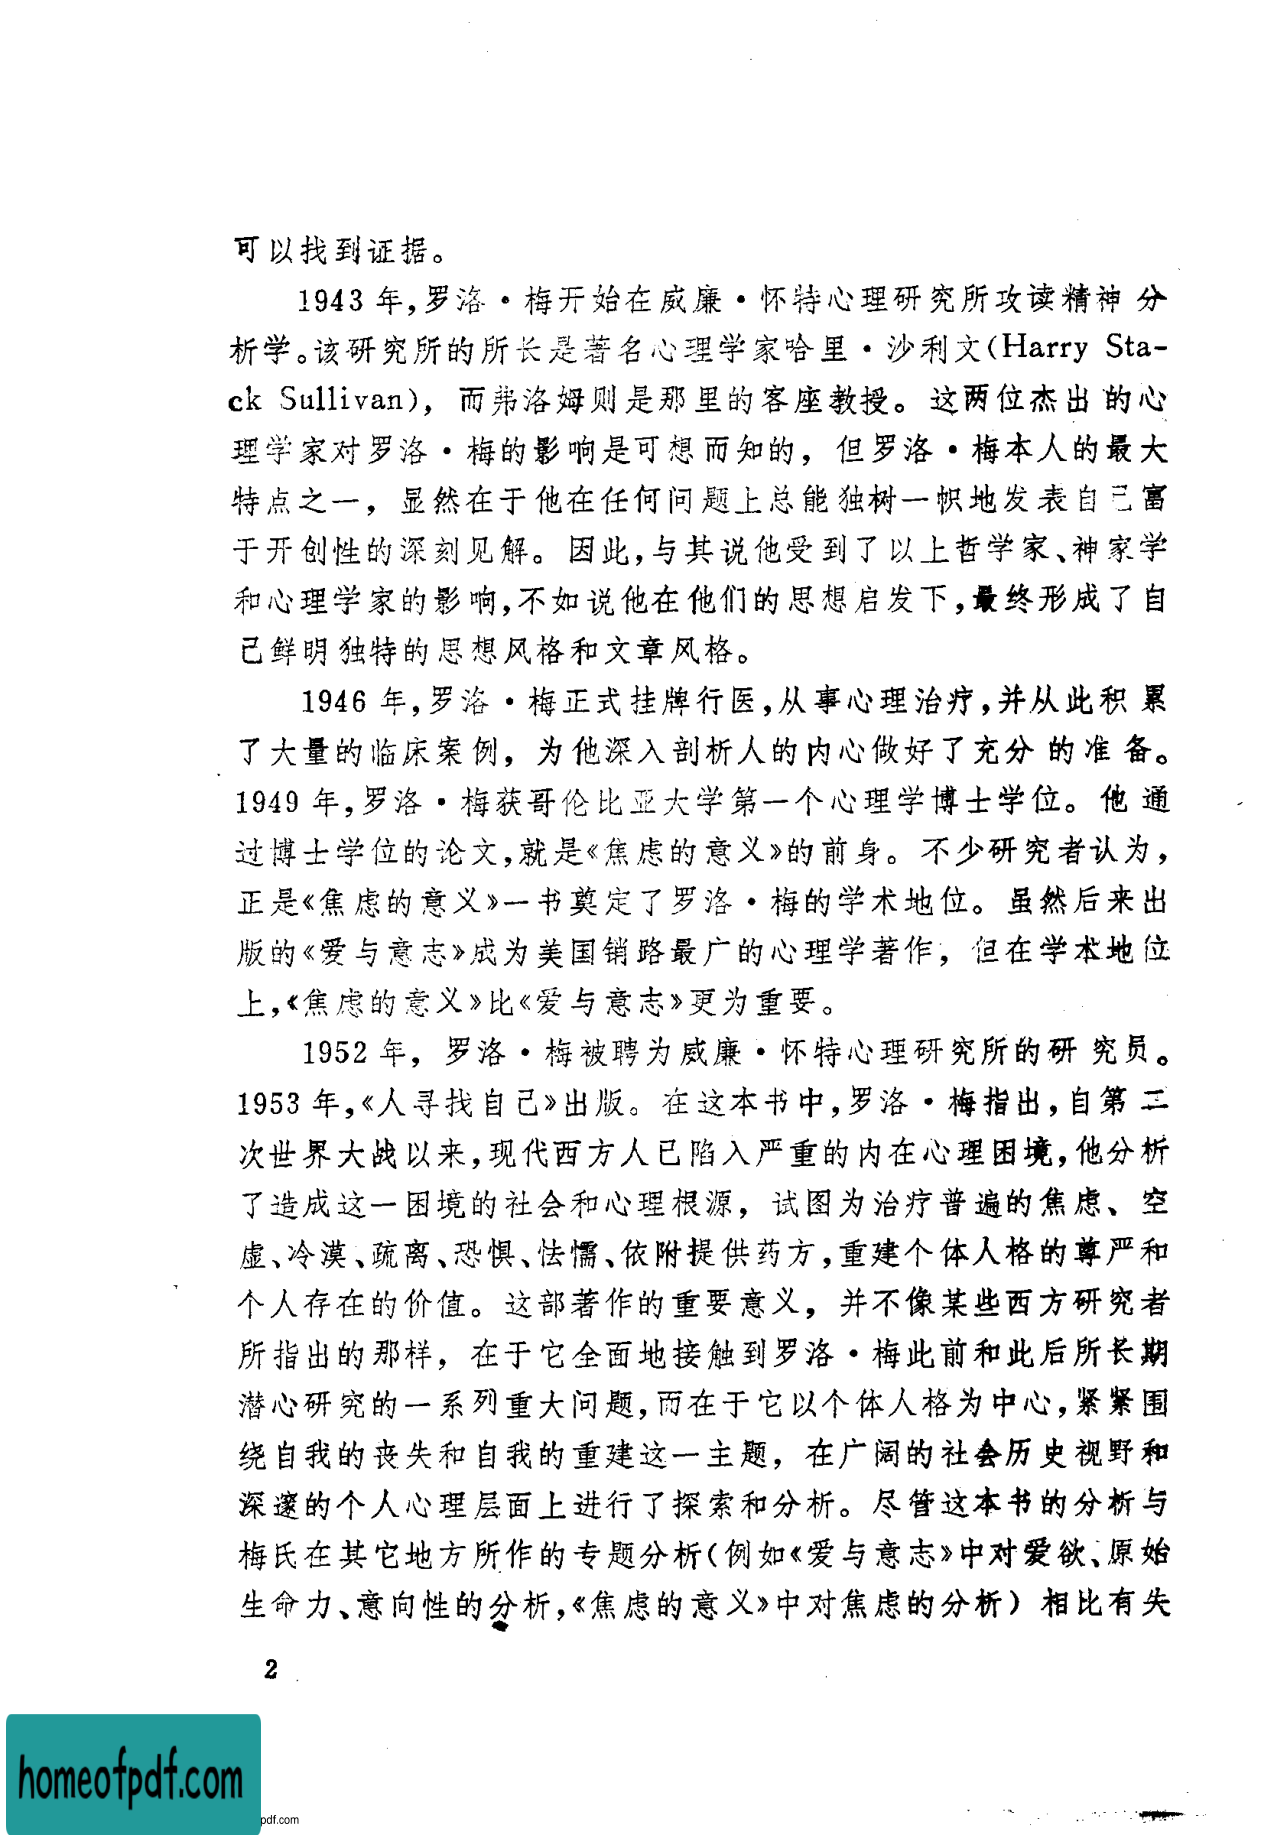 可以找到证据。
1943年,罗洛·梅开始在威廉·怀特心理研究所攻读精神分
析学。该研究所的所长是著名心理学家哈里·沙利文(Harry Sta-
ck Sullivan), 而弗洛姆则是那里的客座教授。这两位杰出的心
理学家对罗洛·梅的影响是可想而知的, 但罗洛·梅本人的最大
特点之一, 显然在于他在任何问题上总能独树一帜地发表自己富
于开创性的深刻见解。因此,与其说他受到了以上哲学家、神家学
和心理学家的影响,不如说他在他们的思想启发下,最终形成了自
己鲜明独特的思想风格和文章风格。
1946年,罗洛·梅正式挂牌行医,从事心理治疗,并从此积累
了大量的临床案例, 为他深入剖析人的内心做好了充分的准备。
1949年,罗洛·梅获哥伦比亚大学第一个心理学博士学位。他通
过博士学位的论文,就是《焦虑的意义》的前身。不少研究者认为,
正是《焦虑的意义》一书奠定了罗洛·梅的学术地位。虽然后来出
版的《爱与意志》成为美国销路最广的心理学著作, 但在学术地位
上,《焦虑的意义》比《爱与意志》更为重要。
1952年, 罗洛·梅被聘为威廉·怀特心理研究所的研究员。
1953年,《人寻找自己》出版。在这本书中,罗洛·梅指出,自第二
次世界大战以来,现代西方人已陷入严重的内在心理困境,他分析
了造成这一困境的社会和心理根源, 试图为治疗普遍的焦虑、空
虚、冷漠、疏离、恐惧、怯懦、依附提供药方,重建个体人格的尊严和
个人存在的价值。这部著作的重要意义, 并不像某些西方研究者
所指出的那样, 在于它全面地接触到罗洛·梅此前和此后所长期
潜心研究的一系列重大问题,而在于它以个体人格为中心,紧紧围
绕自我的丧失和自我的重建这一主题, 在广阔的社会历史视野和
深邃的个人心理层面上进行了探索和分析。尽管这本书的分析与
梅氏在其它地方所作的专题分析(例如《爱与意志》中对爱欲、原始
生命力、意向性的分析,《焦虑的意义》中对焦虑的分析) 相比有失
2
homeofpdf.com
pdf.com